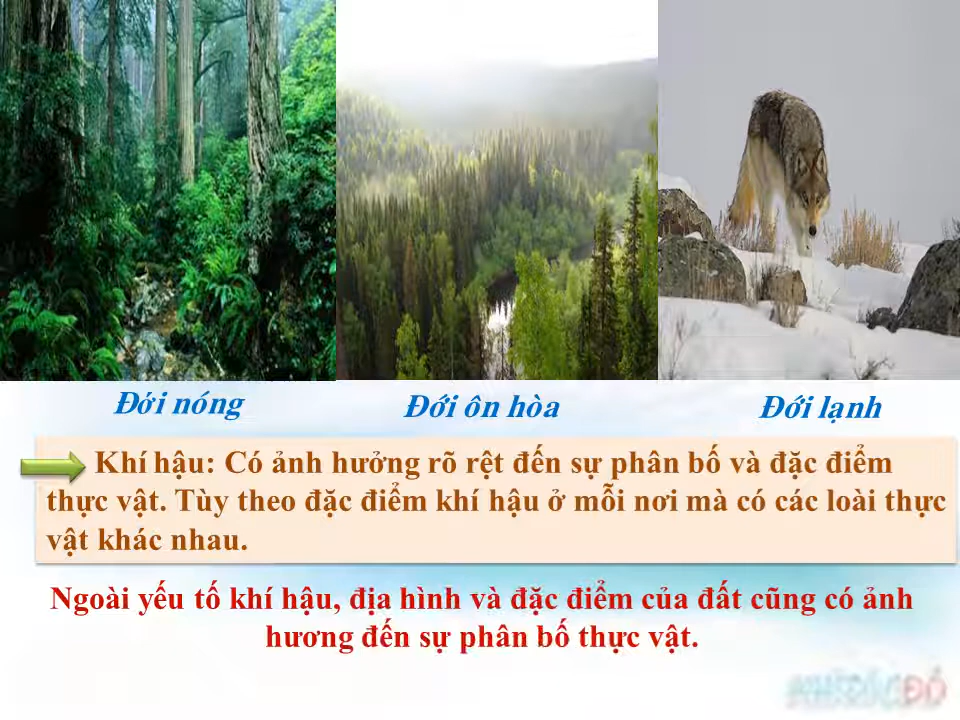 Đởi nóng
Đới ôn hòa
Đới lạnh
Khí hậu: Có ảnh hưởng rõ rệt đến sự phân bố và đặc điểm
thực vật. Tùy theo đặc điểm khí hậu ở mỗi nơi mà có các loài thực
vật khác nhau.
Ngoài yếu tố khí hậu, địa hình và đặc điểm của đất cũng có ảnh
hương đến sự phân bố thực vật.